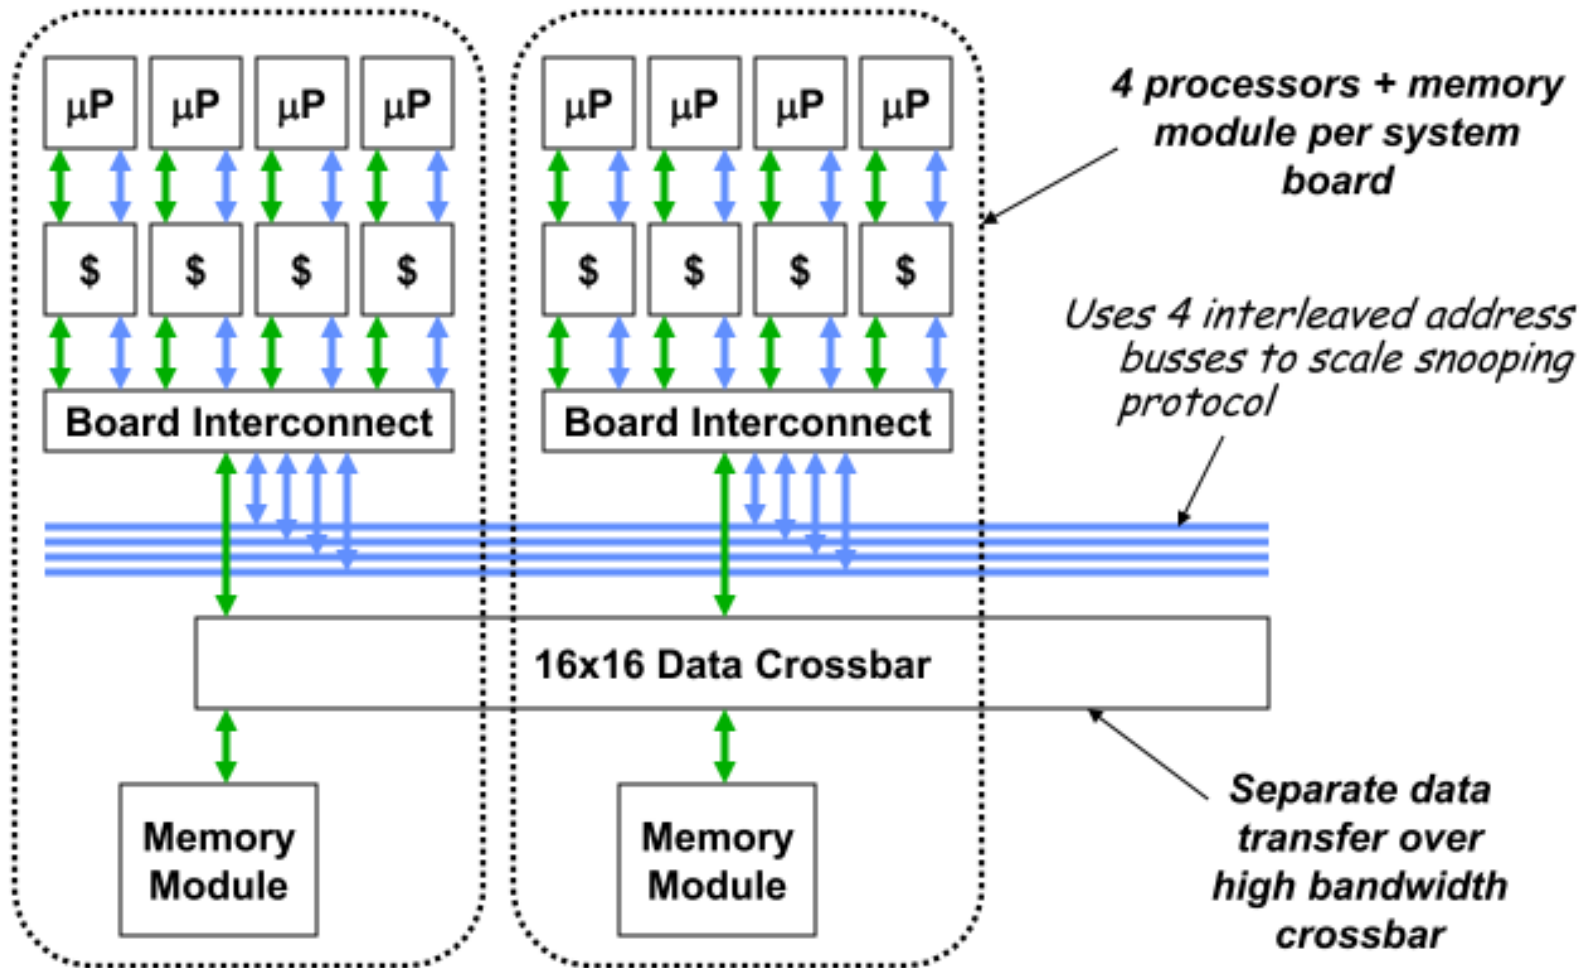 μP μP μP μP
μP μP μP μP
$ $ $ $
$ $ $ $
Board Interconnect
Board Interconnect
16x16 Data Crossbar
Memory
Module
Memory
Module
4 processors + memory
module per system
board
Uses 4 interleaved address
busses to scale snooping
protocol
Separate data
transfer over
high bandwidth
crossbar